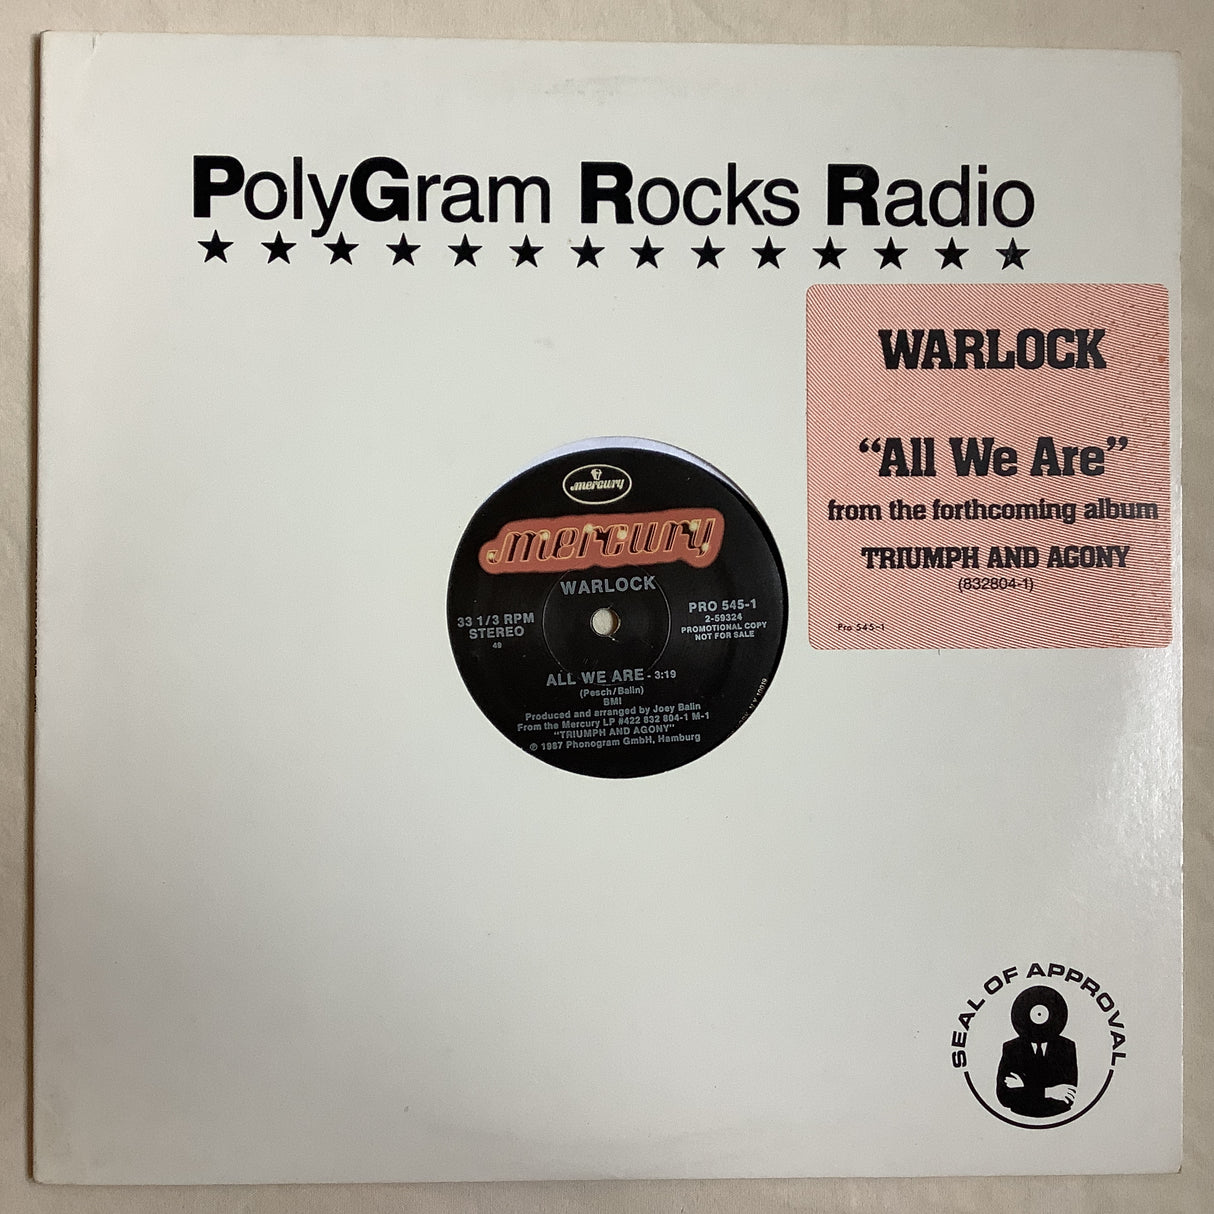 PolyGram Rocks Radio
WARLOCK
“All We Are”
from the forthcoming album
TRIUMPH AND AGONY
(832804-1)
Pro 545-1
mercury
mercury
WARLOCK
33 1/3 RPM
STEREO
49
PRO 545-1
2-59324
PROMOTIONAL COPY
NOT FOR SALE
ALL WE ARE - 3:19
(Pesch/Balin)
BMI
Produced and arranged by Joey Balin
From the Mercury LP #422 832 804-1 M-1
"TRIUMPH AND AGONY"
℗ 1987 Phonogram GmbH, Hamburg
SEAL OF APPROVAL